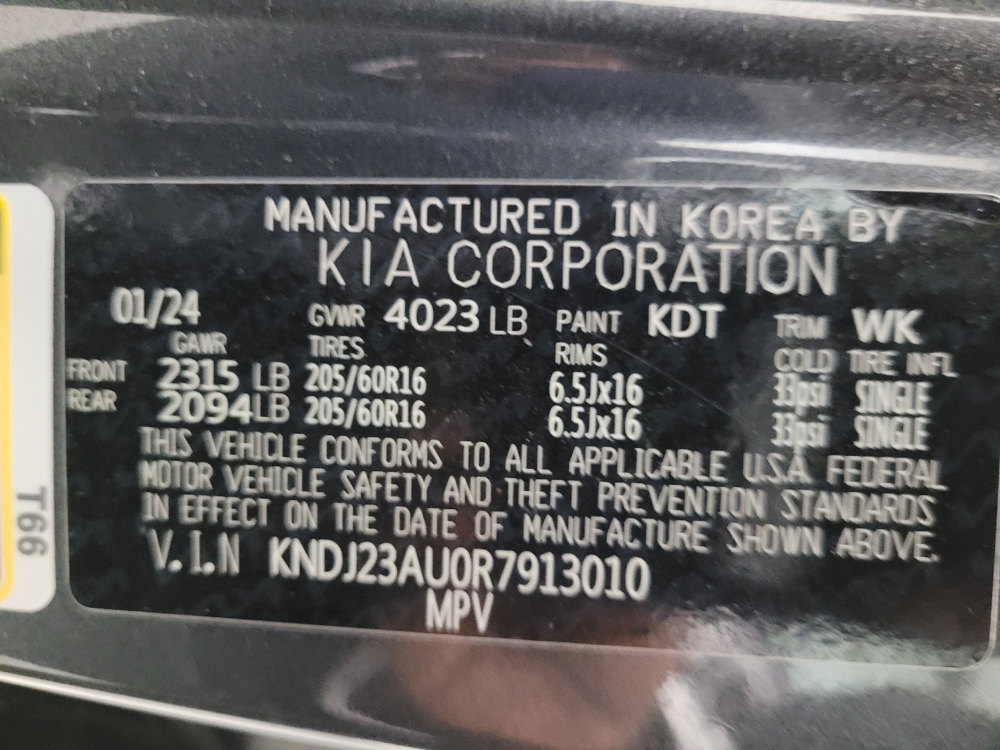 MANUFACTURED IN KOREA BY
KIA CORPORATION
01/24 GVWR 4023 LB PAINT KDT TRIM WK
GAWR TIRES RIMS COLD TIRE INFL
FRONT 2315 LB 205/60R16 6.5Jx16 33psi SINGLE
REAR 2094LB 205/60R16 6.5Jx16 33psi SINGLE
THIS VEHICLE CONFORMS TO ALL APPLICABLE U.S.A. FEDERAL
MOTOR VEHICLE SAFETY AND THEFT PREVENTION STANDARDS
IN EFFECT ON THE DATE OF MANUFACTURE SHOWN ABOVE.
V.I.N KNDJ23AU0R7913010
MPV
T66